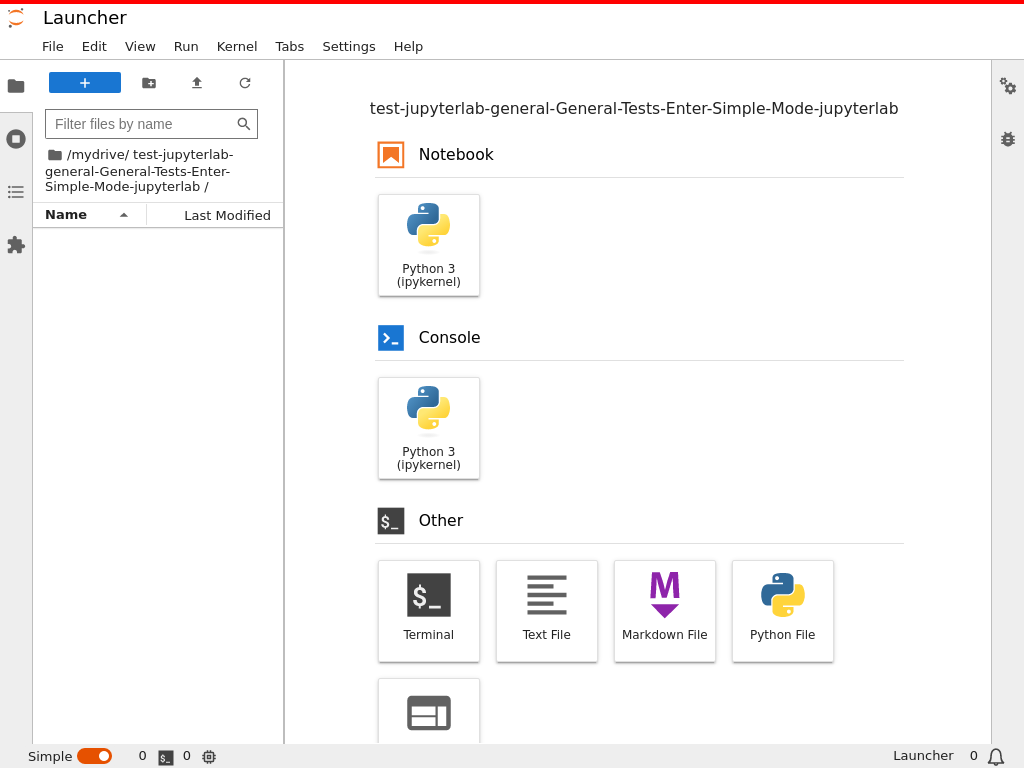 Launcher
File Edit View Run Kernel Tabs Settings Help
Filter files by name
/mydrive/ test-jupyterlab-
general-General-Tests-Enter-
Simple-Mode-jupyterlab /
Name Last Modified
test-jupyterlab-general-General-Tests-Enter-Simple-Mode-jupyterlab
Notebook
Python 3
(ipykernel)
Console
Python 3
(ipykernel)
$_ Other
$_
Terminal
Text File
M
Markdown File
Python File
Simple 0 $_ 0 Launcher 0